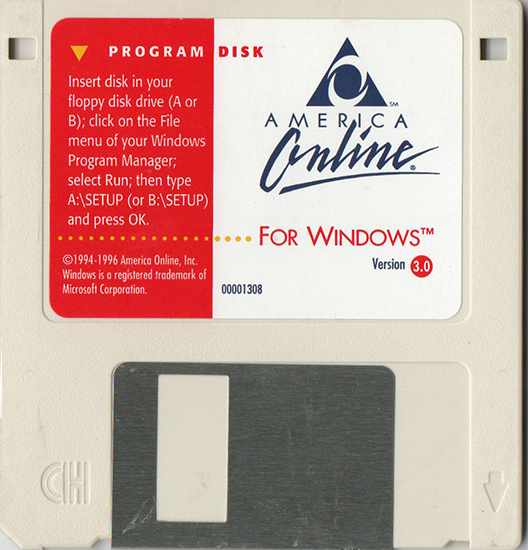 PROGRAM DISK
Insert disk in your
floppy disk drive (A or
B); click on the File
menu of your Windows
Program Manager;
select Run; then type
A:\SETUP (or B:\SETUP)
and press OK.
©1994-1996 America Online, Inc.
Windows is a registered trademark of
Microsoft Corporation.
SM
AMERICA
Online®
FOR WINDOWS™
Version 3.0
00001308
CH